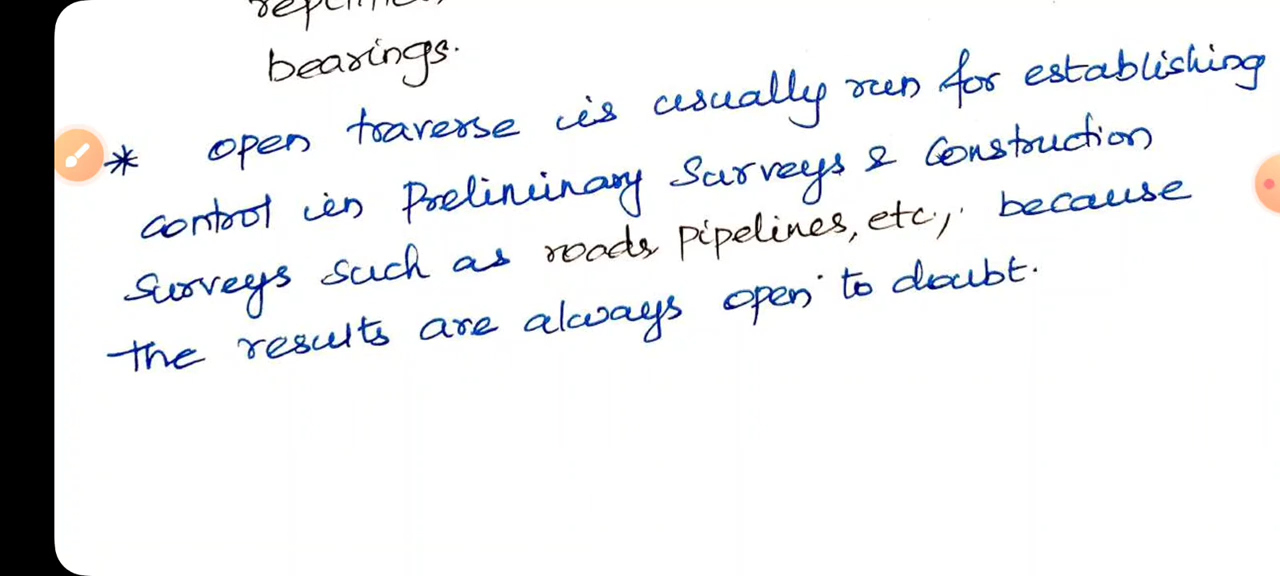 bearings.
* open traverse is usually run for establishing
control in Preliminary Surveys & Construction
Surveys such as roads pipelines, etc., because
the results are always open to doubt.